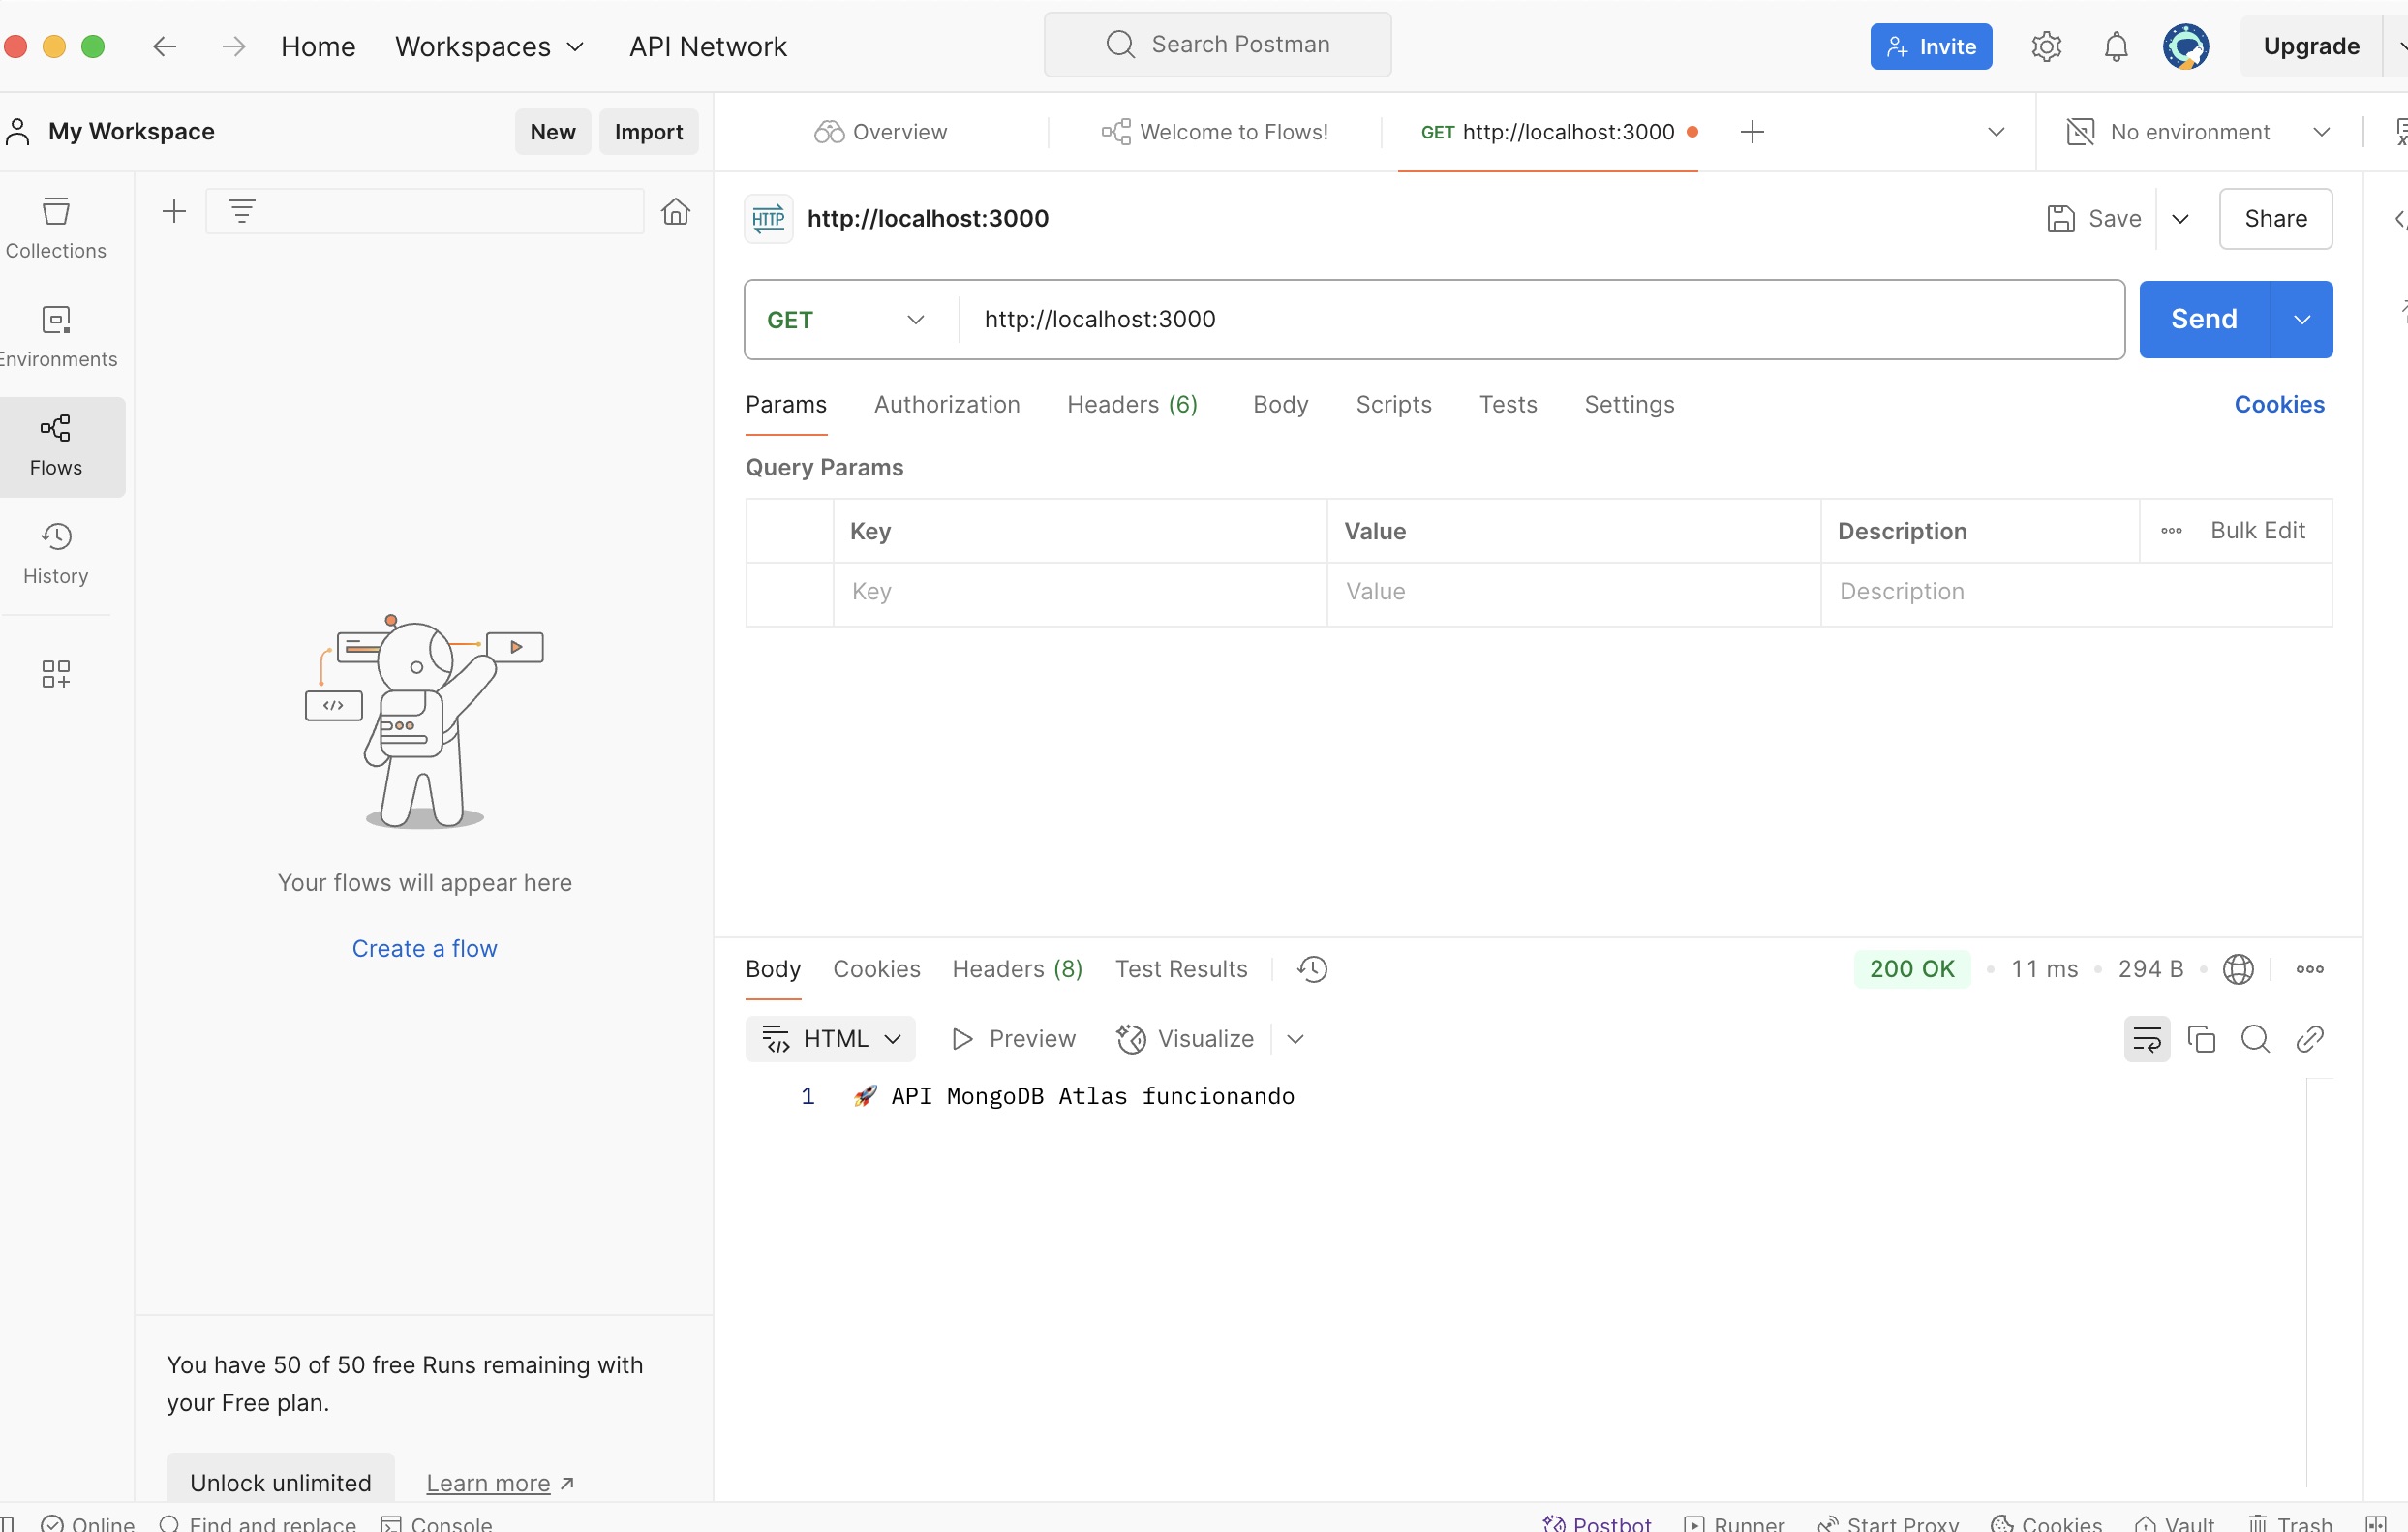 Home Workspaces API Network Search Postman Invite Upgrade
My Workspace New Import
Overview Welcome to Flows! GET http://localhost:3000 No environment
Collections
Environments
Flows
History
</>
Your flows will appear here
Create a flow
You have 50 of 50 free Runs remaining with
your Free plan.
Unlock unlimited Learn more ↗
HTTP http://localhost:3000 Save Share
GET http://localhost:3000 Send
Params Authorization Headers (6) Body Scripts Tests Settings Cookies
Query Params
Key Value Description Bulk Edit
Key Value Description
Body Cookies Headers (8) Test Results 200 OK • 11 ms • 294 B
HTML Preview Visualize
1 🚀 API MongoDB Atlas funcionando
Online Find and replace Console Postbot Runner Start Proxy Cookies Vault Trash